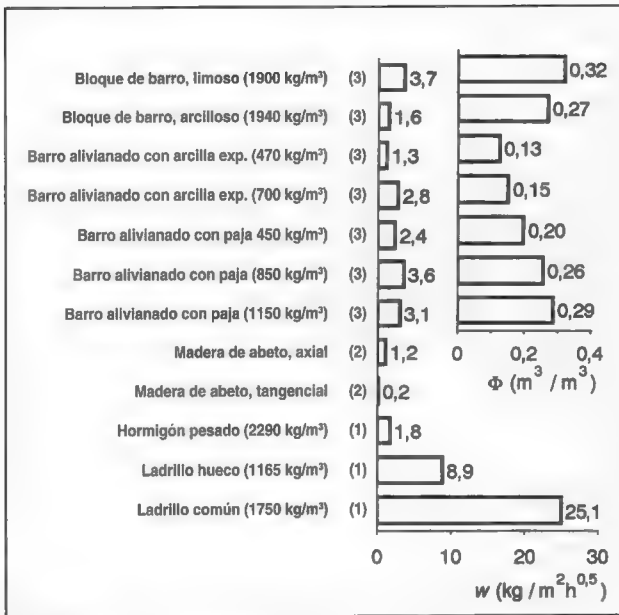 Bloque de barro, limoso (1900 kg/m³) (3) 3,7 0,32
Bloque de barro, arcilloso (1940 kg/m³) (3) 1,6 0,27
Barro alivianado con arcilla exp. (470 kg/m³) (3) 1,3 0,13
Barro alivianado con arcilla exp. (700 kg/m³) (3) 2,8 0,15
Barro alivianado con paja 450 kg/m³) (3) 2,4 0,20
Barro alivianado con paja (850 kg/m³) (3) 3,6 0,26
Barro alivianado con paja (1150 kg/m³) (3) 3,1 0,29
Madera de abeto, axial (2) 1,2
0 0,2 0,4
Φ (m³ / m³)
Madera de abeto, tangencial (2) 0,2
Hormigón pesado (2290 kg/m³) (1) 1,8
Ladrillo hueco (1165 kg/m³) (1) 8,9
Ladrillo común (1750 kg/m³) (1) 25,1
0 10 20 30
w (kg / m²h⁰,⁵)